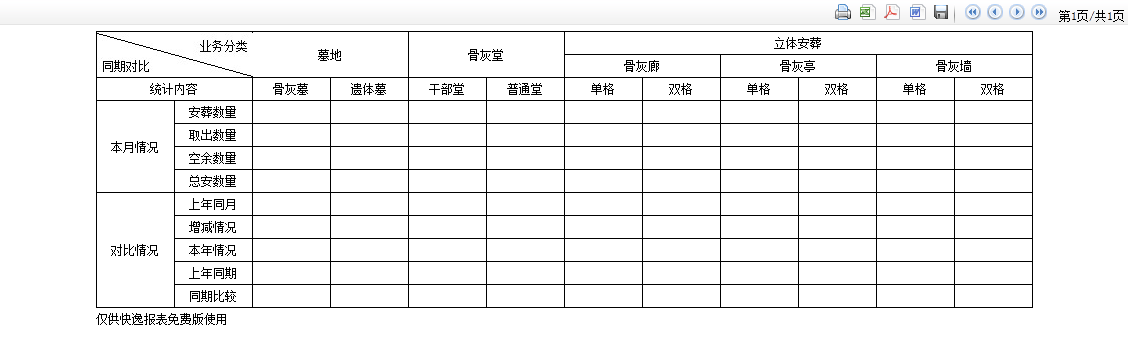 第1页/共1页
业务分类
同期对比
墓地
骨灰堂
立体安葬
骨灰廊
骨灰亭
骨灰墙
统计内容
骨灰墓
遗体墓
干部堂
普通堂
单格
双格
单格
双格
单格
双格
本月情况
安葬数量
取出数量
空余数量
总安数量
对比情况
上年同月
增减情况
本年情况
上年同期
同期比较
仅供快逸报表免费版使用